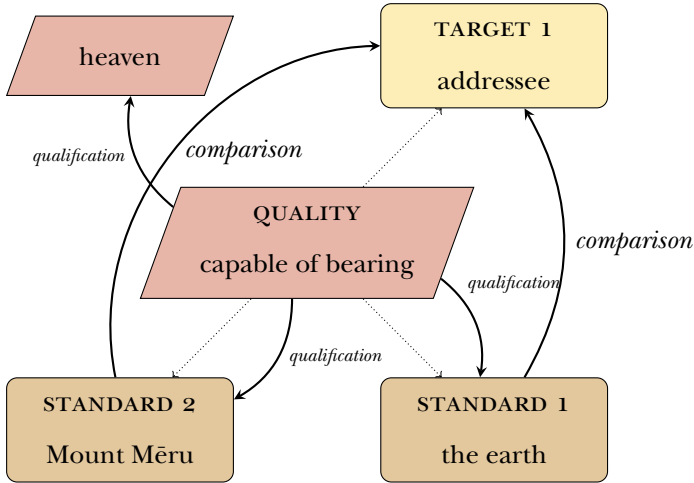 heaven
TARGET 1
addressee
qualification
comparison
QUALITY
capable of bearing
comparison
qualification
qualification
STANDARD 2
Mount Mēru
STANDARD 1
the earth